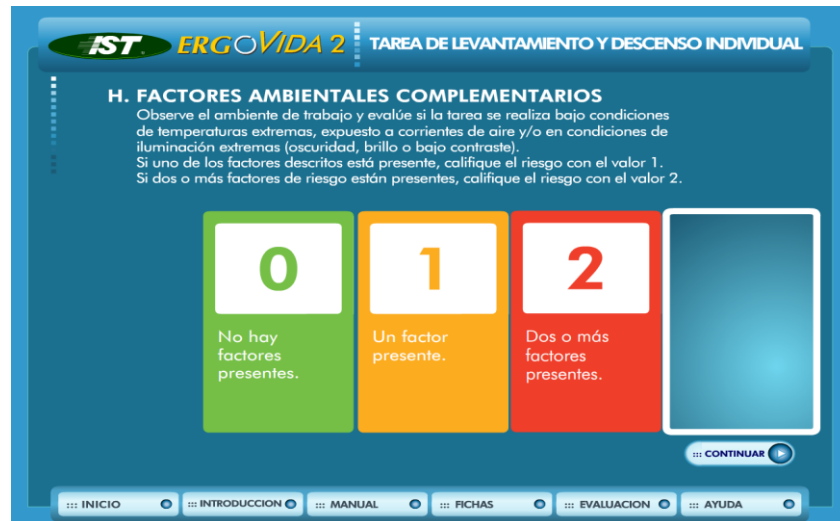 IST. ERGOVIDA 2 TAREA DE LEVANTAMIENTO Y DESCENSO INDIVIDUAL
H. FACTORES AMBIENTALES COMPLEMENTARIOS
Observe el ambiente de trabajo y evalúe si la tarea se realiza bajo condiciones
de temperaturas extremas, expuesto a corrientes de aire y/o en condiciones de
iluminación extremas (oscuridad, brillo o bajo contraste).
Si uno de los factores descritos está presente, califique el riesgo con el valor 1.
Si dos o más factores de riesgo están presentes, califique el riesgo con el valor 2.
0
No hay
factores
presentes.
1
Un factor
presente.
2
Dos o más
factores
presentes.
::: CONTINUAR
::: INICIO ::: INTRODUCCION ::: MANUAL ::: FICHAS ::: EVALUACION ::: AYUDA